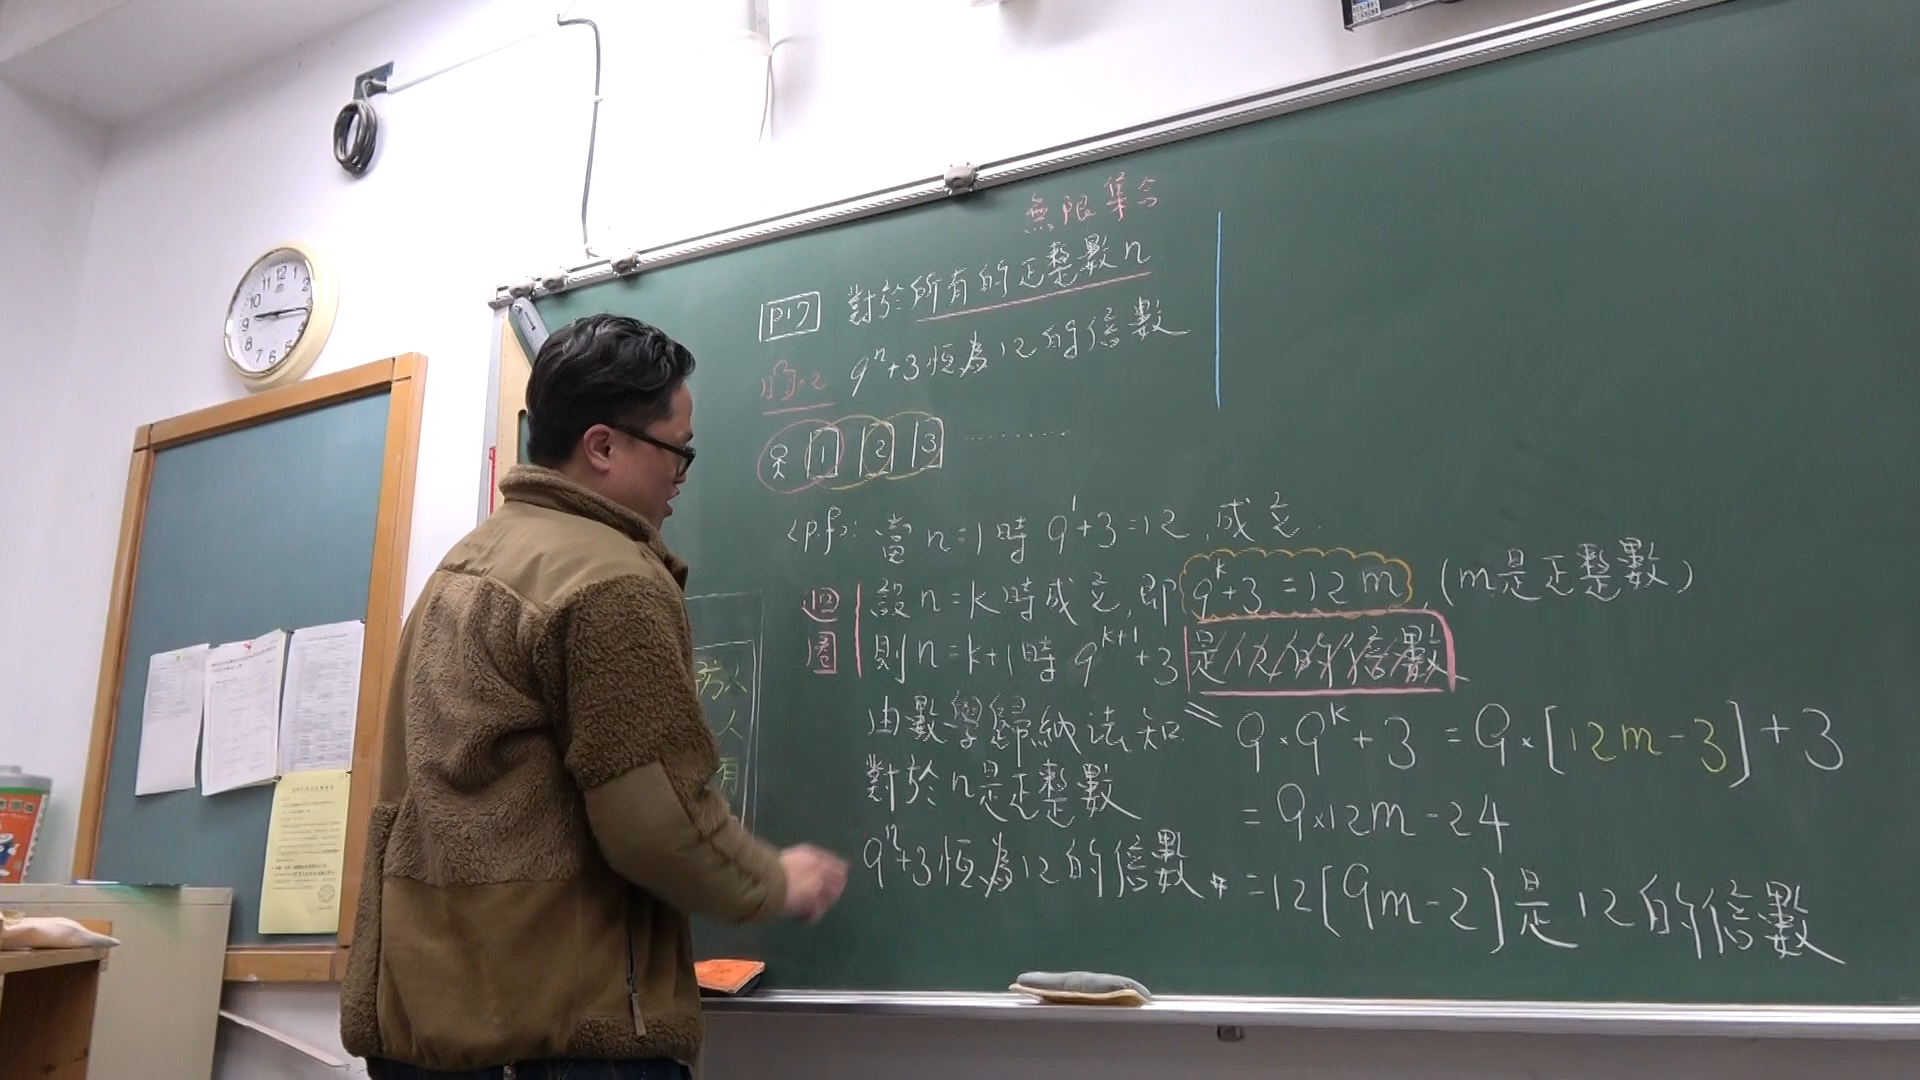 無限集合
P17 對於所有的正整數n
9ⁿ+3恒為12的倍數
1 2 3 ............
<pf>: 當n=1時 9¹+3=12,成立.
設n=k時成立,即 9ᵏ+3=12m,(m是正整數)
迴圈
則n=k+1時 9ᵏ⁺¹+3 是12的倍數
= 9×9ᵏ+3 = 9×[12m-3]+3
= 9×12m-24
=12[9m-2]是12的倍數
由數學歸納法知
對於n是正整數
9ⁿ+3恒為12的倍數#